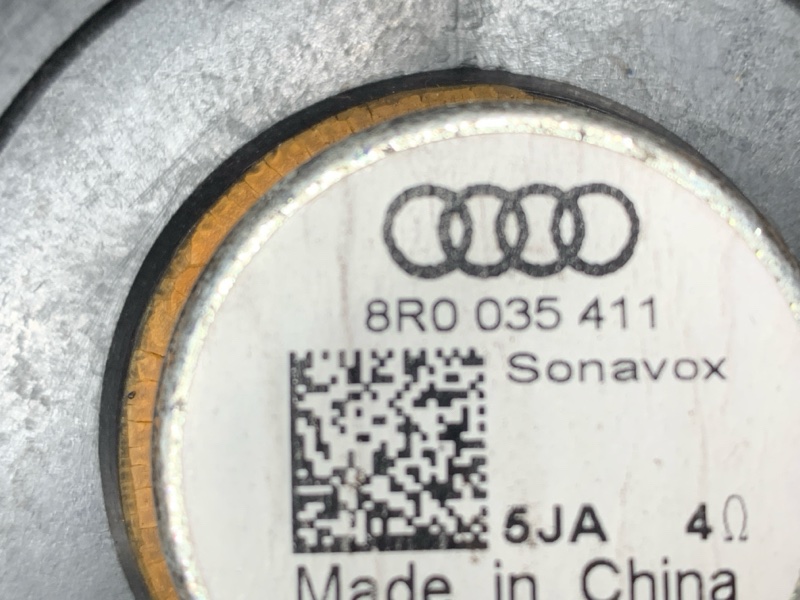 8R0 035 411
Sonavox
5JA 4Ω
Made in China